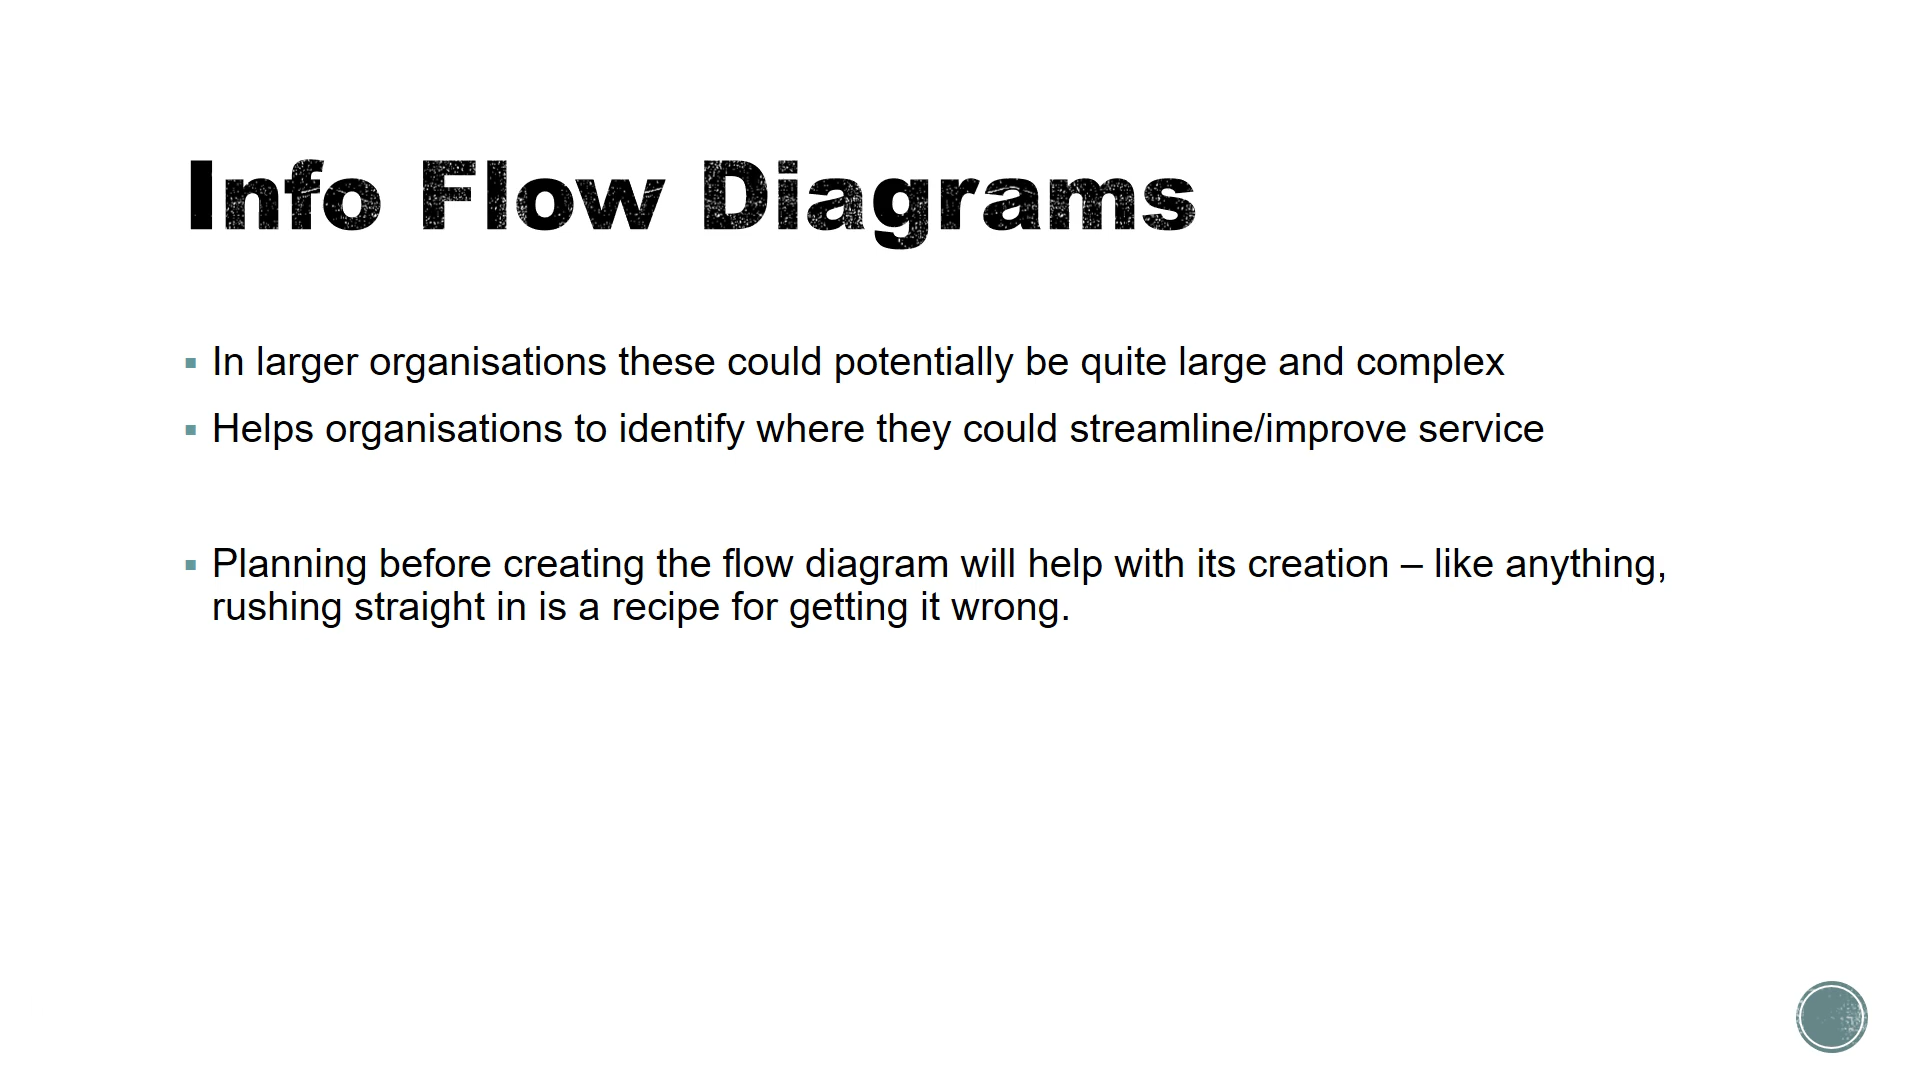 Info Flow Diagrams
▪ In larger organisations these could potentially be quite large and complex
▪ Helps organisations to identify where they could streamline/improve service
▪ Planning before creating the flow diagram will help with its creation – like anything,
rushing straight in is a recipe for getting it wrong.